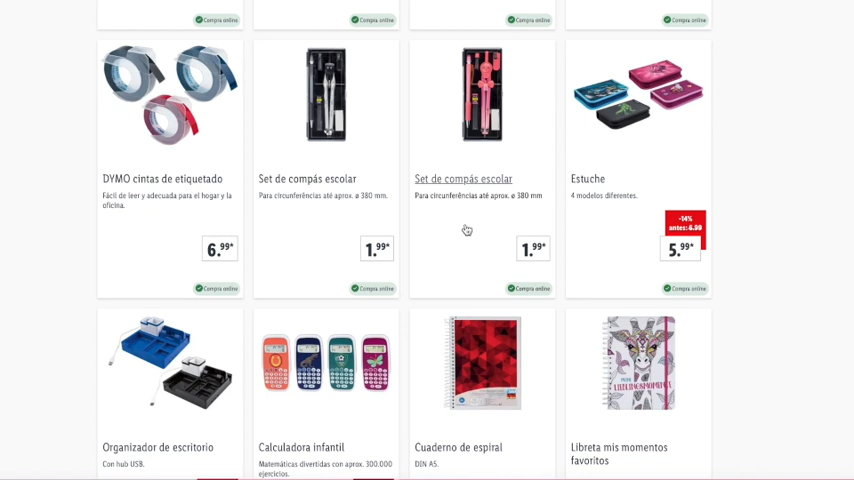 Compra online
Compra online
Compra online
Compra online
DYMO cintas de etiquetado
Fácil de leer y adecuada para el hogar y la
oficina.
6.99*
Compra online
Set de compás escolar
Para circunferências até aprox. ø 380 mm.
1.99*
Compra online
Set de compás escolar
Para circunferências até aprox. ø 380 mm
1.99*
Compra online
Estuche
4 modelos diferentes.
-14%
antes: 6.99
5.99*
Compra online
Organizador de escritorio
Con hub USB.
Calculadora infantil
Matemáticas divertidas con aprox. 300.000
ejercicios.
Cuaderno de espiral
DIN A5.
MEINE
LIEBLINGSMOMENTE
Libreta mis momentos
favoritos